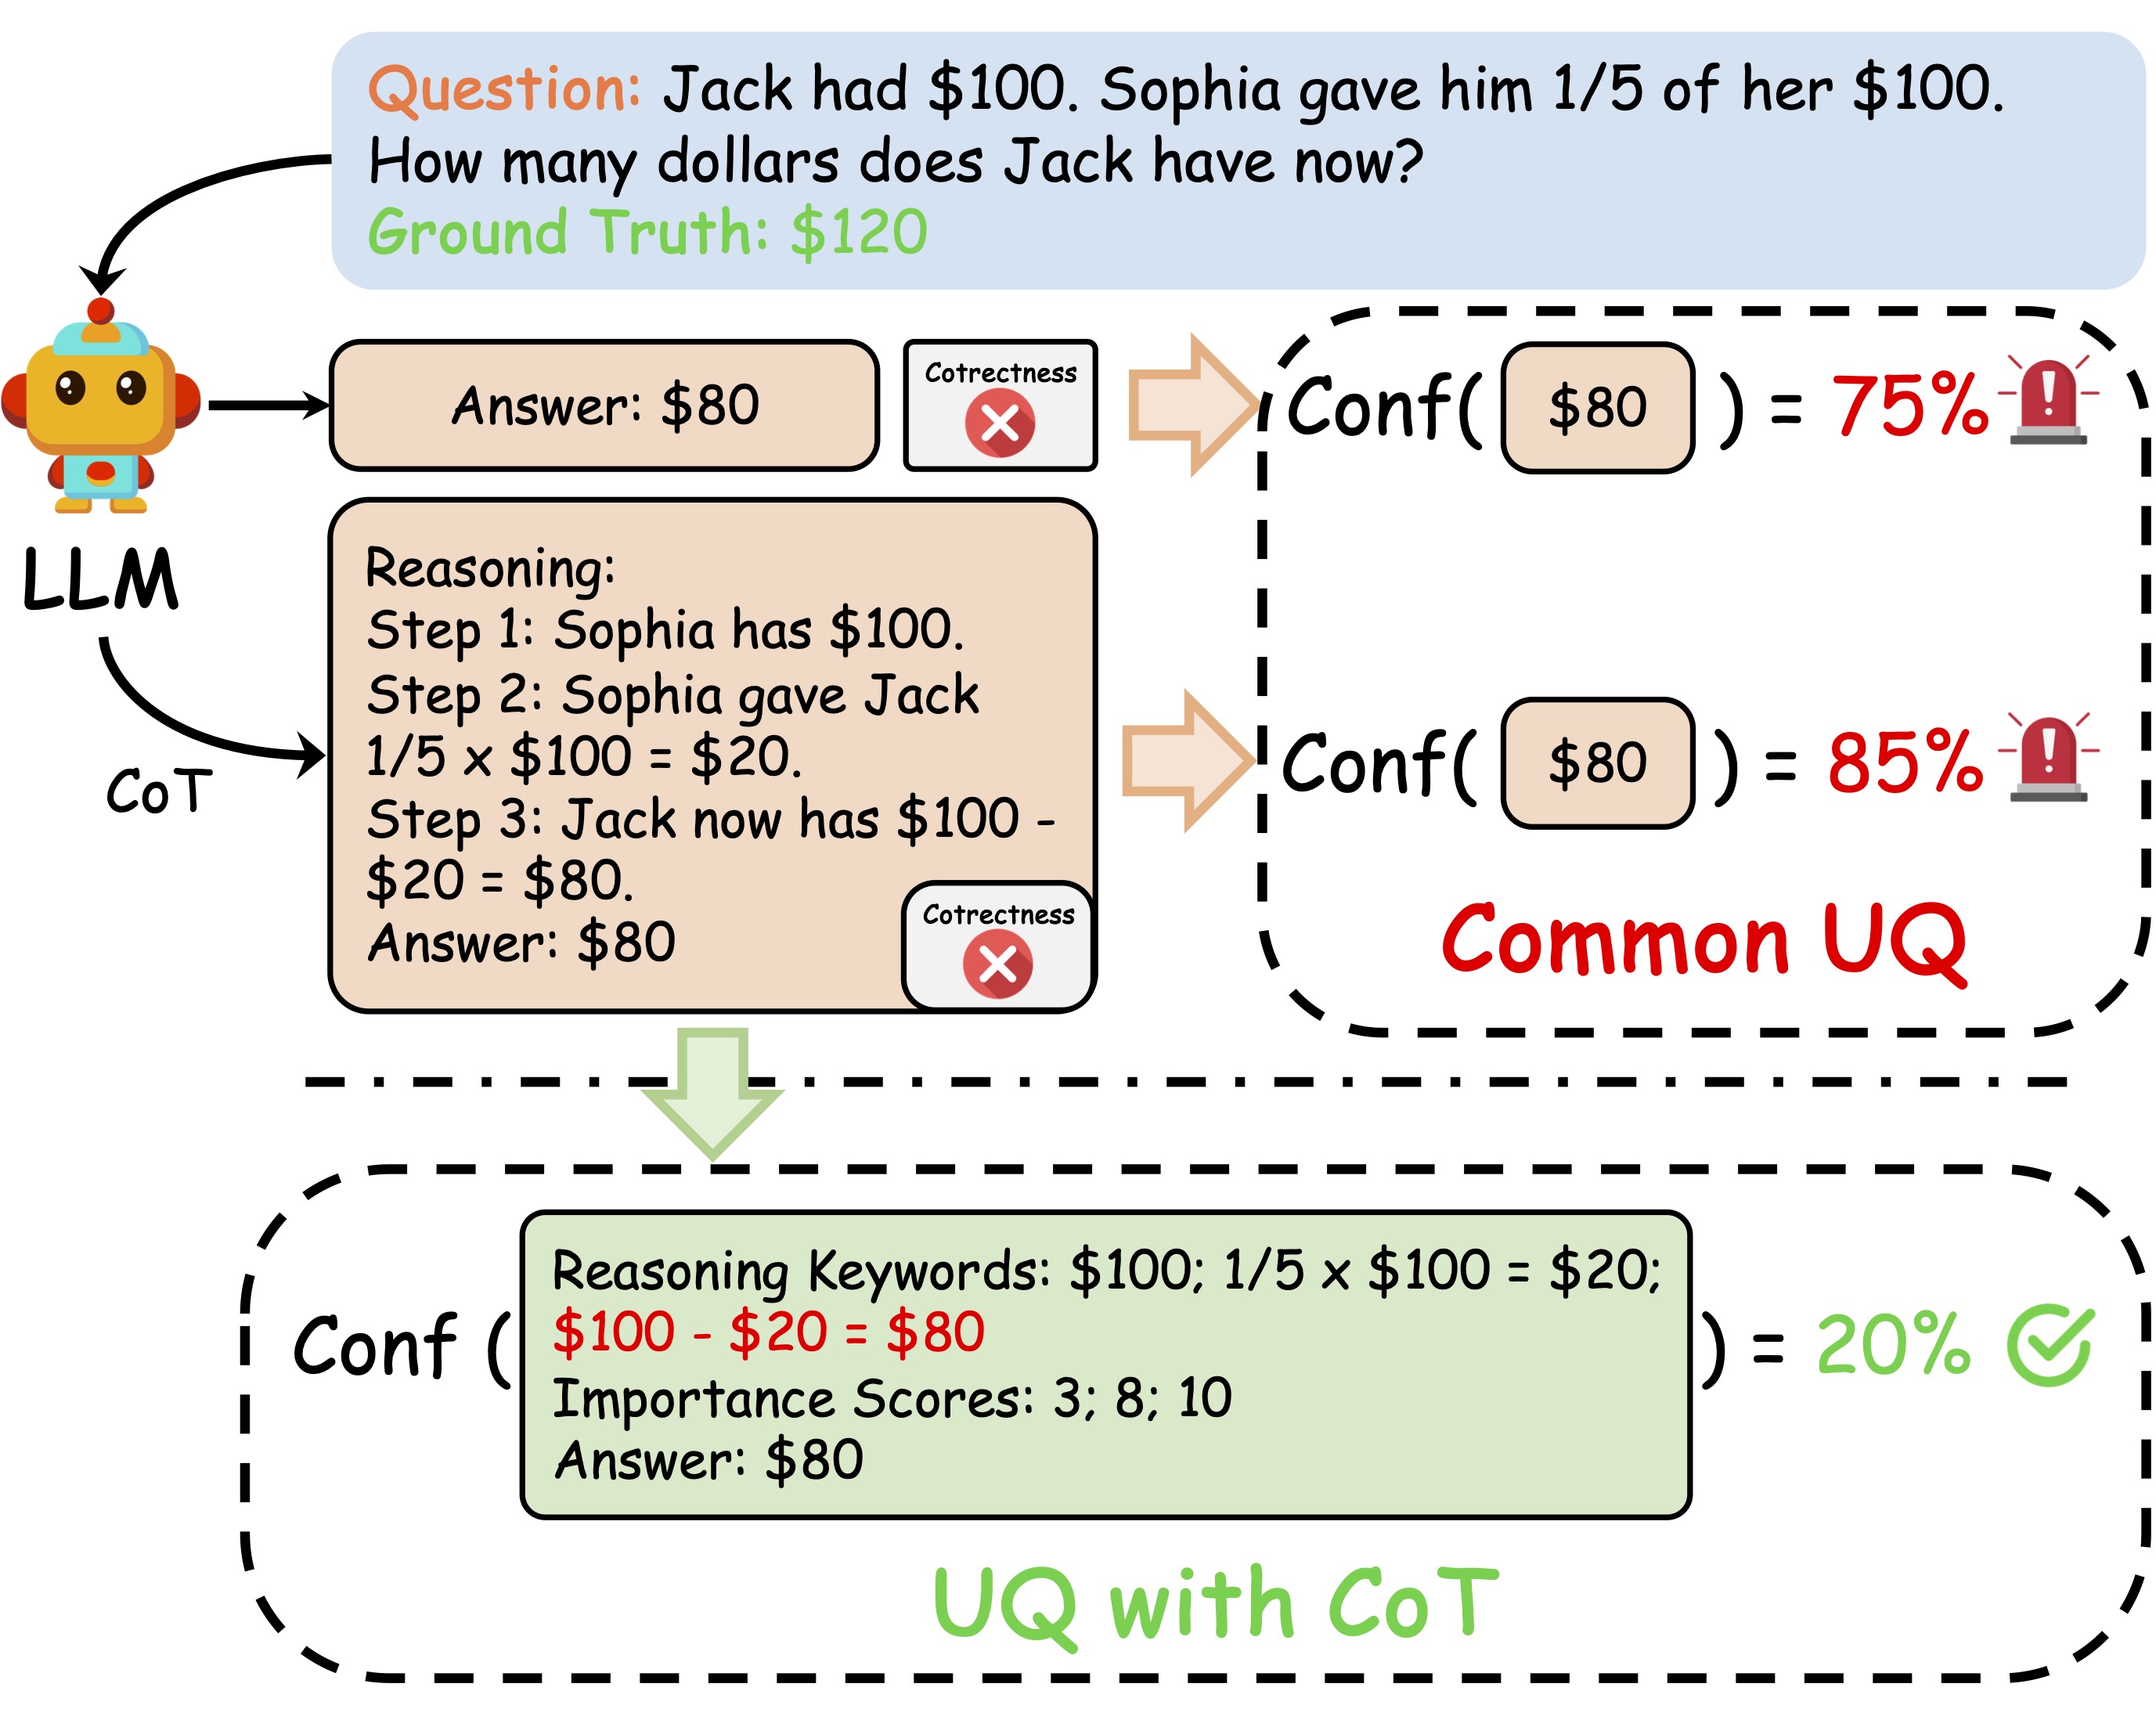 Question: Jack had $100. Sophia gave him 1/5 of her $100.
How many dollars does Jack have now?
Ground Truth: $120
LLM
Answer: $80
Cotrectness
Conf( $80 ) = 75%
CoT
Reasoning:
Step 1: Sophia has $100.
Step 2: Sophia gave Jack
1/5 x $100 = $20.
Step 3: Jack now has $100 -
$20 = $80.
Answer: $80
Cotrectness
Conf( $80 ) = 85%
Common UQ
Conf (
Reasoning Keywords: $100; 1/5 x $100 = $20;
$100 - $20 = $80
Importance Scores: 3; 8; 10
Answer: $80
) = 20%
UQ with CoT